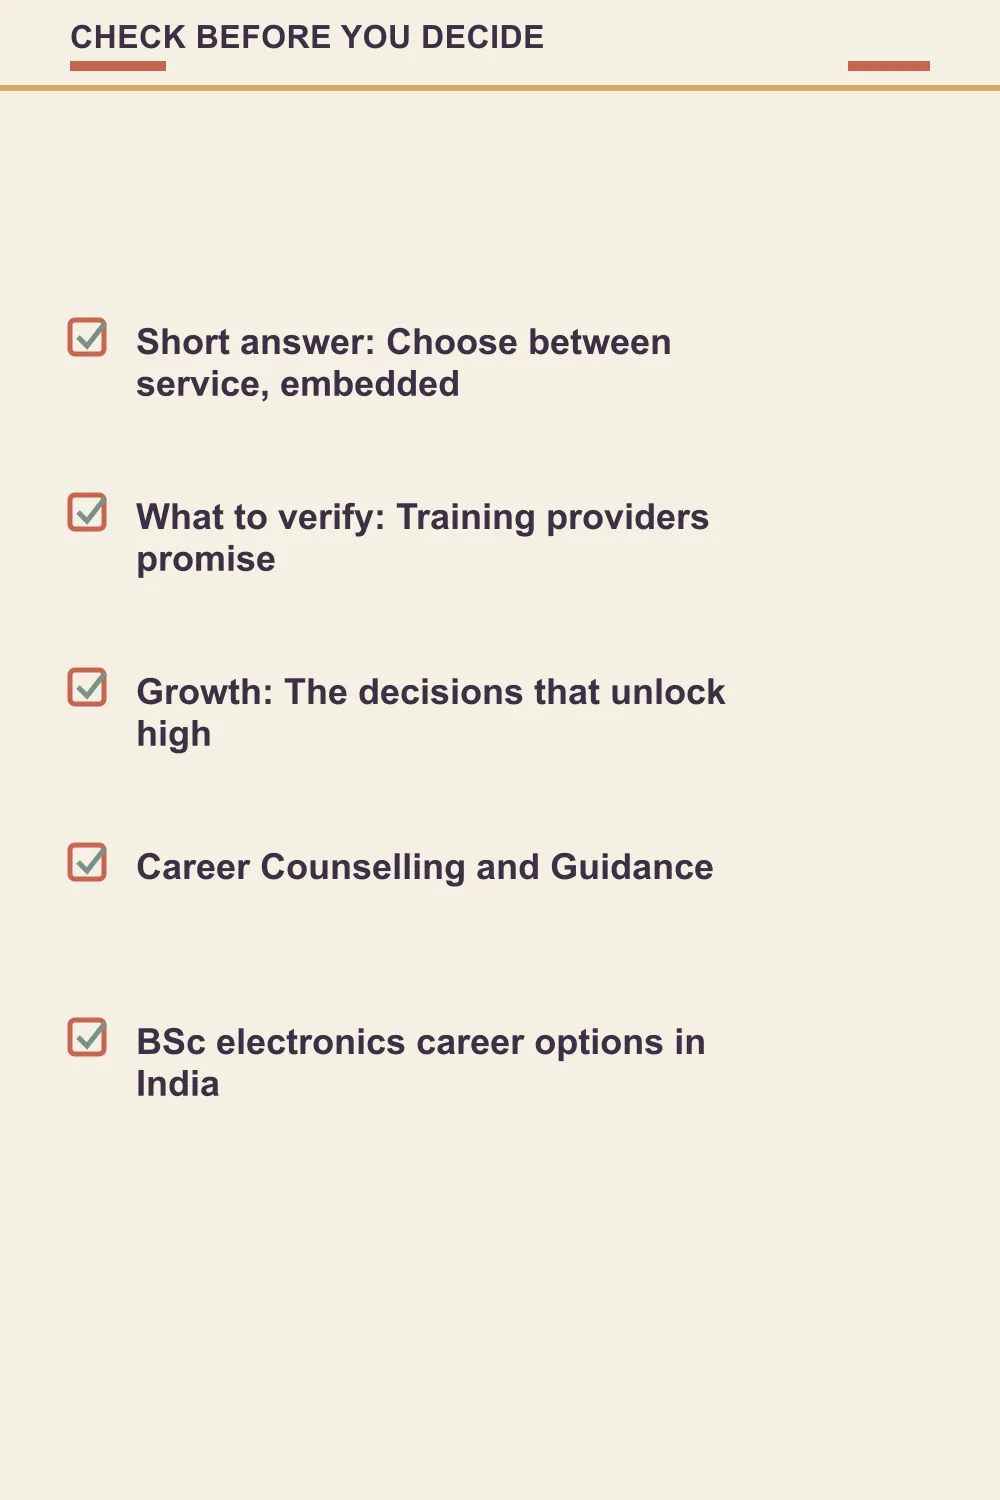 CHECK BEFORE YOU DECIDE
Short answer: Choose between
service, embedded
What to verify: Training providers
promise
Growth: The decisions that unlock
high
Career Counselling and Guidance
BSc electronics career options in
India